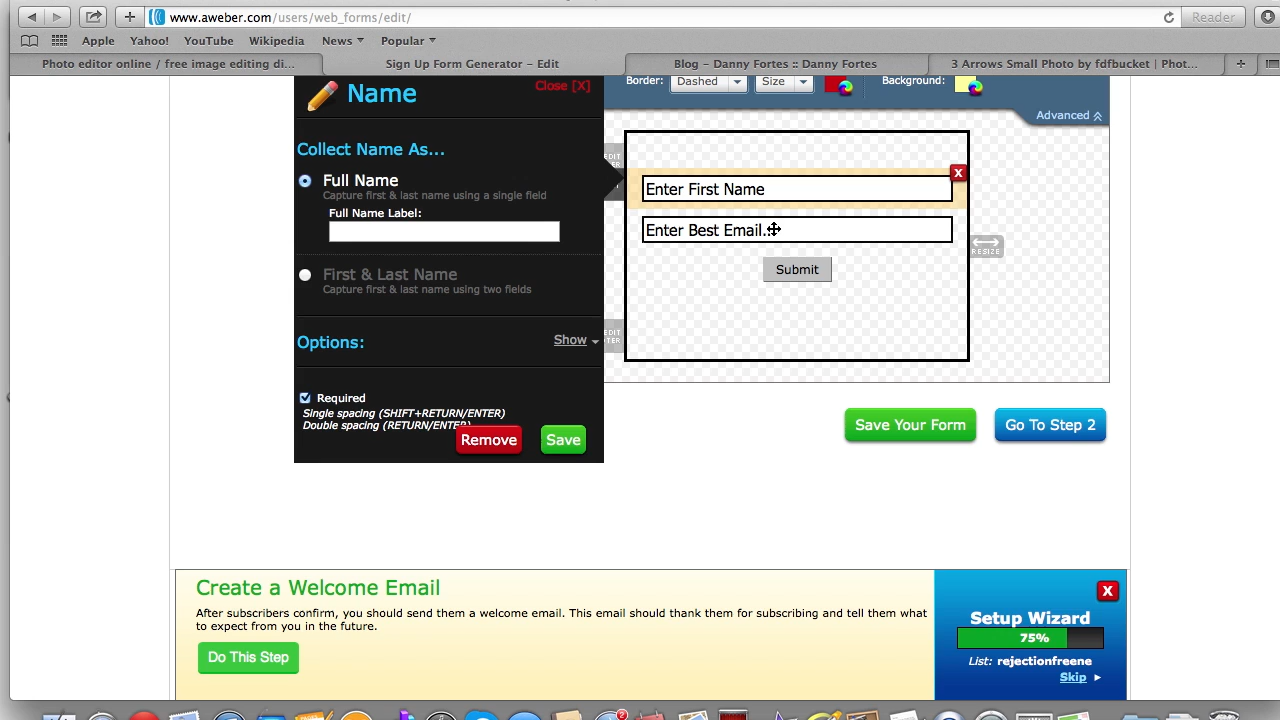 www.aweber.com/users/web_forms/edit/
Reader
Apple Yahoo! YouTube Wikipedia News Popular
Photo editor online / free image editing di...
Sign Up Form Generator – Edit
Blog – Danny Fortes :: Danny Fortes
3 Arrows Small Photo by fdfbucket | Phot...
Name
Close [X]
Border: Dashed Size Background:
Advanced
Collect Name As...
Full Name
Capture first & last name using a single field
Full Name Label:
First & Last Name
Capture first & last name using two fields
Options:
Show
Required
Single spacing (SHIFT+RETURN/ENTER)
Double spacing (RETURN/ENTER)
Remove Save
X
Enter First Name
Enter Best Email..
Submit
RESIZE
Save Your Form Go To Step 2
Create a Welcome Email
After subscribers confirm, you should send them a welcome email. This email should thank them for subscribing and tell them what
to expect from you in the future.
Do This Step
X
Setup Wizard
75%
List: rejectionfreene
Skip
2